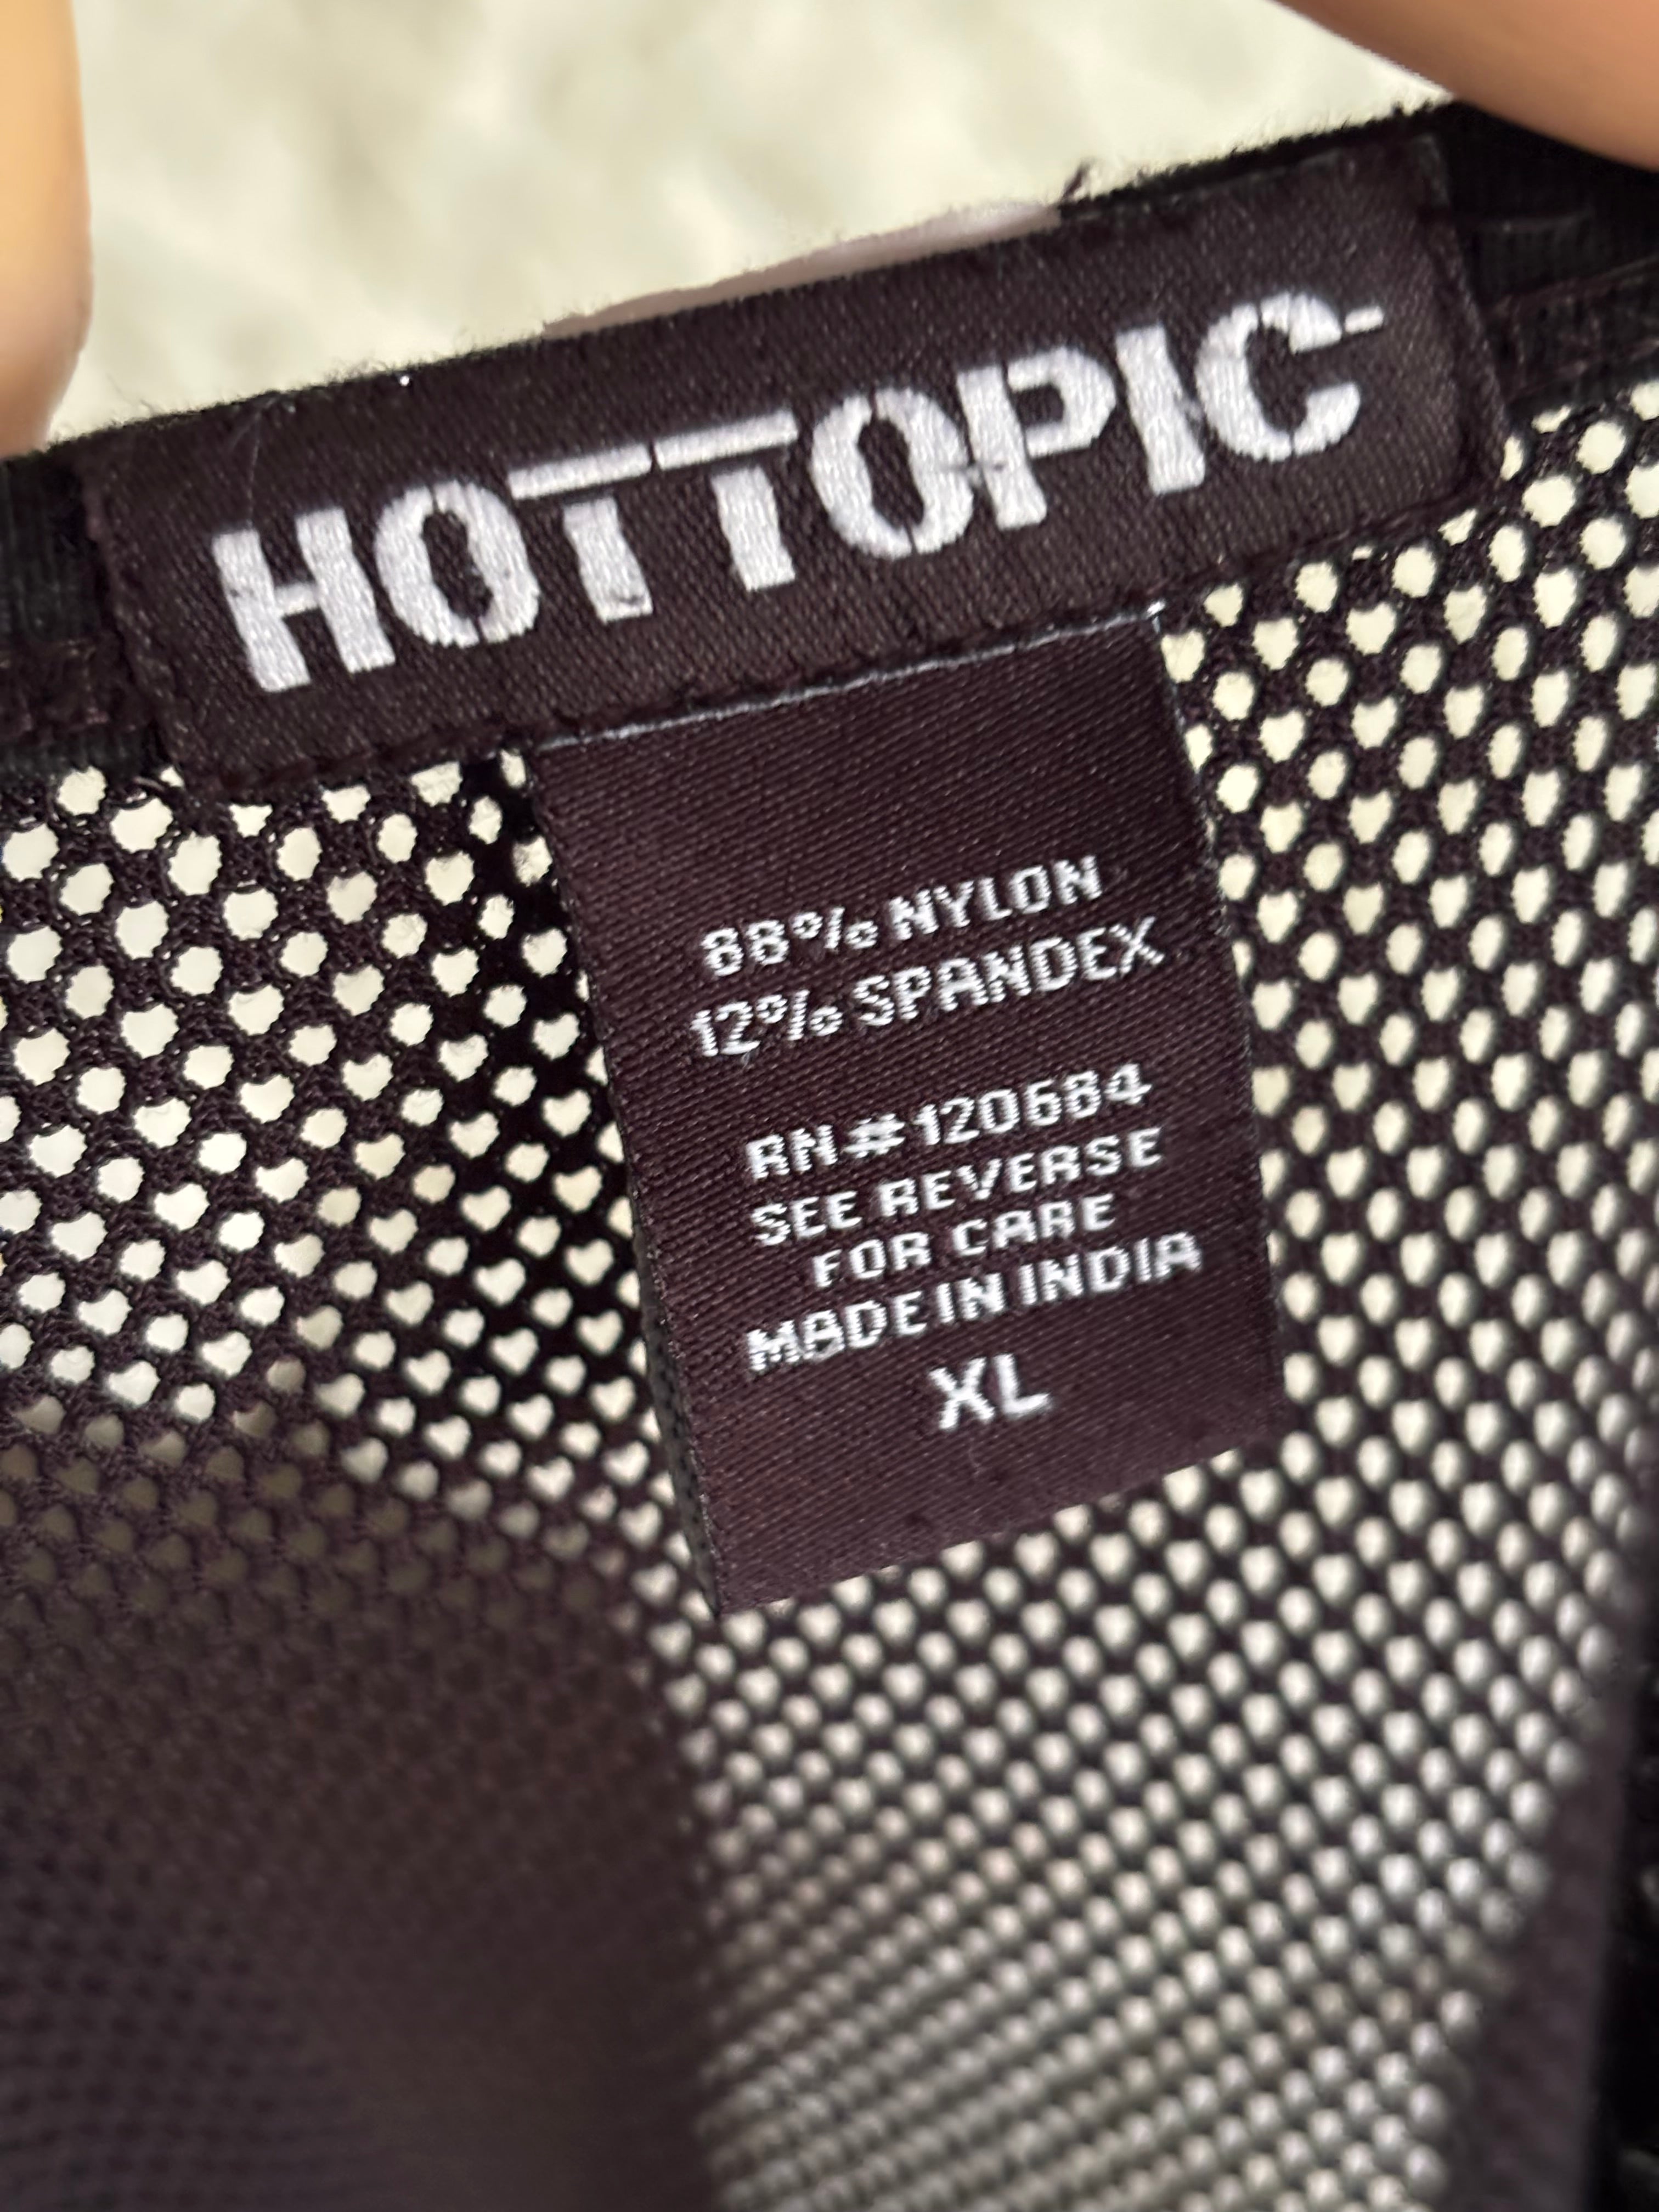 HOTTOPIC
88% NYLON
12% SPANDEX
RN#120684
SEE REVERSE
FOR CARE
MADE IN INDIA
XL